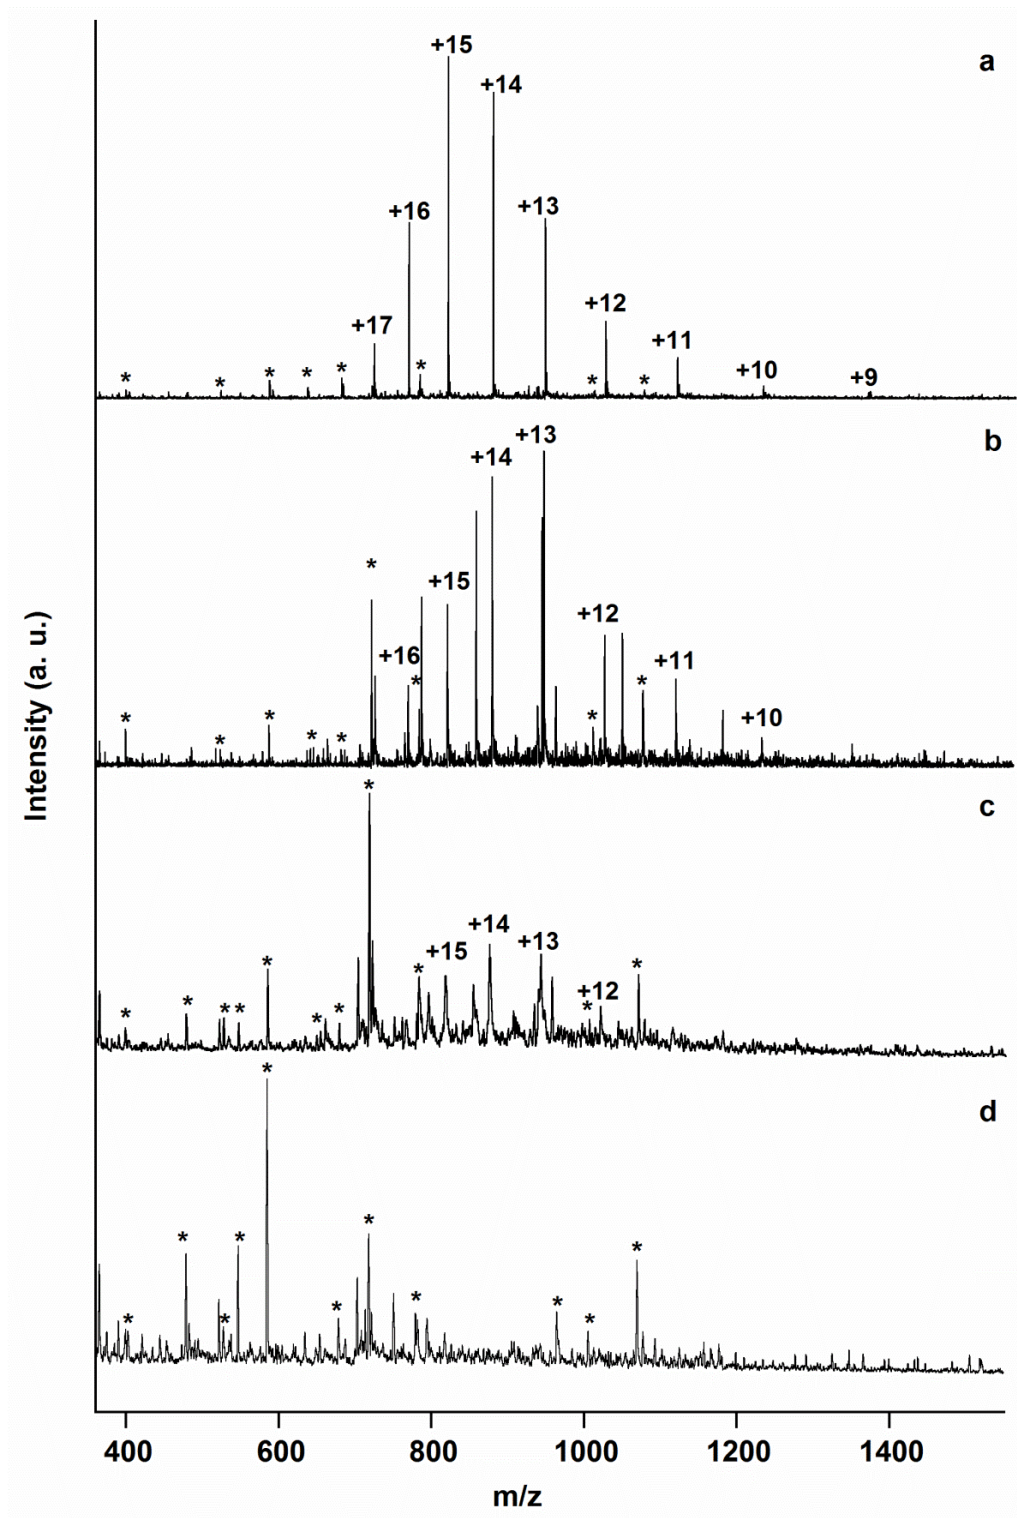 a
+15
+14
+16
+13
+17
+12
+11
+10
+9
* * * * * * * *
b
+13
+14
*
+15
+12
+16
+11
* * * * * * * *
+10
c
*
+14
+15
+13
* * * * * * * * *
+12
*
d
*
* * * *
* * * * * *
Intensity (a. u.)
400 600 800 1000 1200 1400
m/z